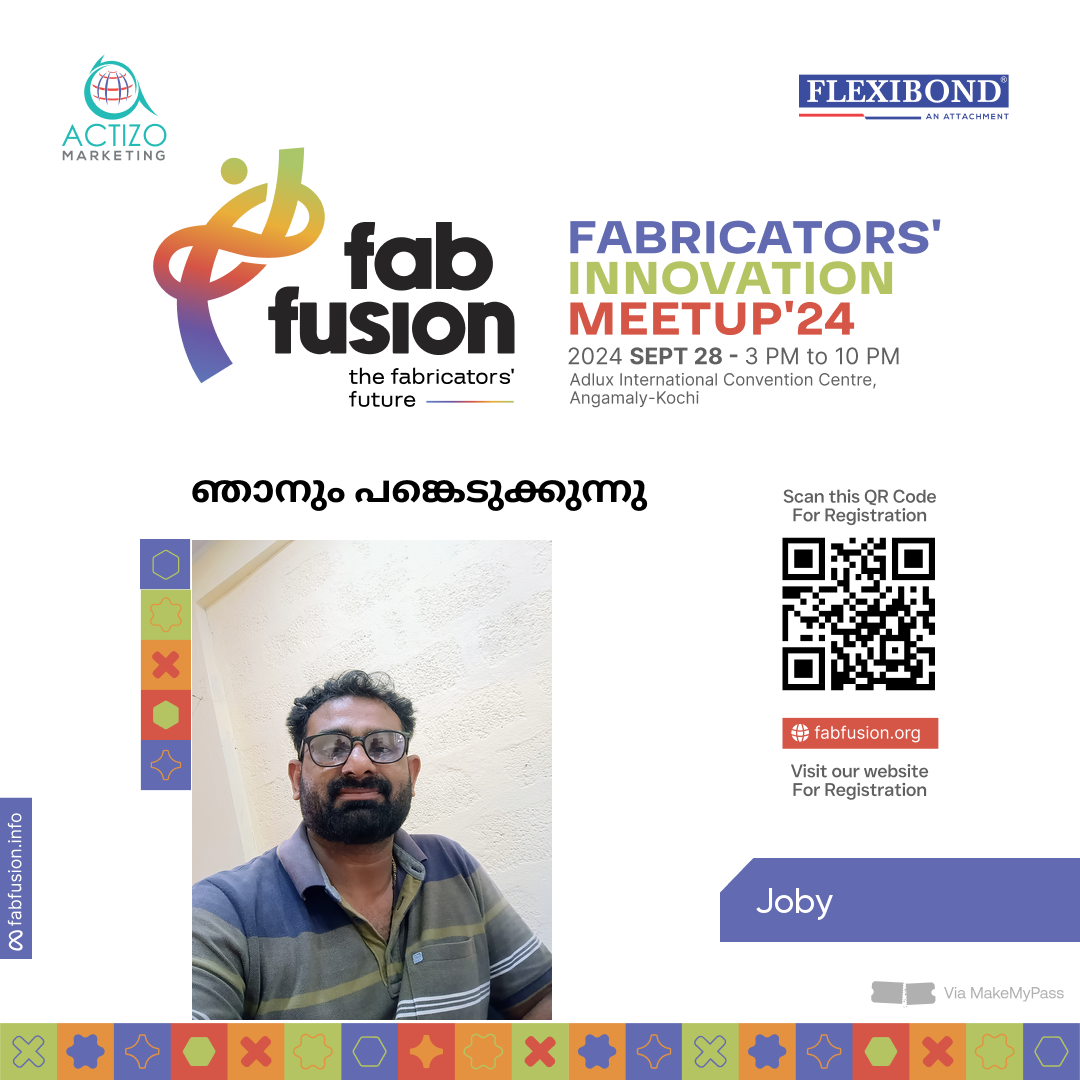 ACTIZO
MARKETING
FLEXIBOND®
AN ATTACHMENT
fab
fusion
the fabricators'
future
FABRICATORS'
INNOVATION
MEETUP'24
2024 SEPT 28 - 3 PM to 10 PM
Adlux International Convention Centre,
Angamaly-Kochi
ഞാനും പങ്കെടുക്കുന്നു
Scan this QR Code
For Registration
fabfusion.org
Visit our website
For Registration
fabfusion.info
Joby
Via MakeMyPass